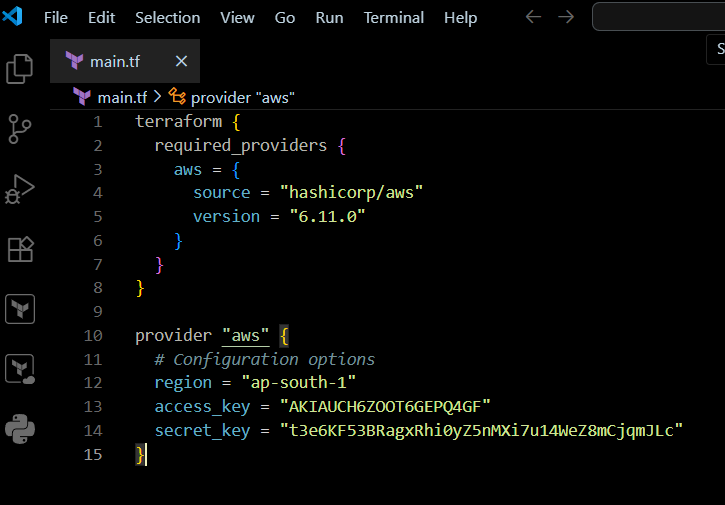 File Edit Selection View Go Run Terminal Help
S
main.tf
main.tf > provider "aws"
1 terraform {
2   required_providers {
3     aws = {
4       source = "hashicorp/aws"
5       version = "6.11.0"
6     }
7   }
8 }
9
10 provider "aws" {
11   # Configuration options
12   region = "ap-south-1"
13   access_key = "AKIAUCH6ZOOT6GEPQ4GF"
14   secret_key = "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"
15 }